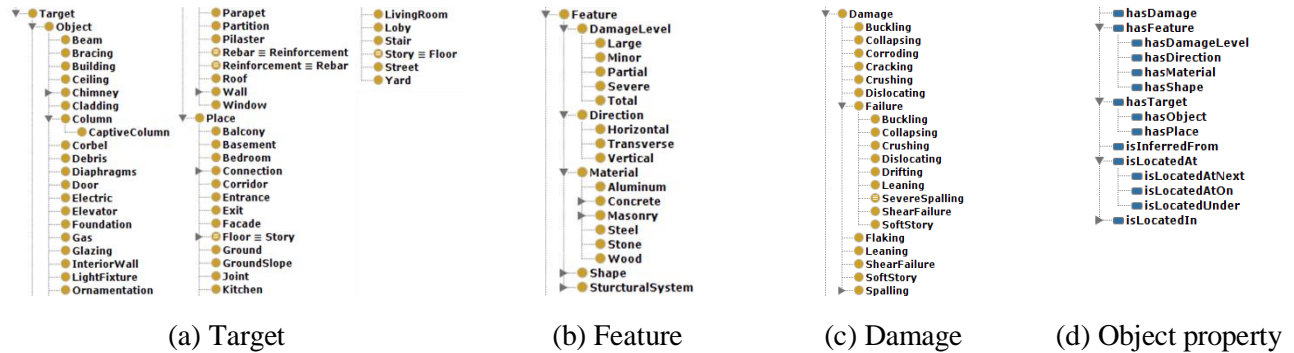 Target
Object
Beam
Bracing
Building
Ceiling
Chimney
Cladding
Column
CaptiveColumn
Corbel
Debris
Diaphragms
Door
Electric
Elevator
Foundation
Gas
Glazing
InteriorWall
LightFixture
Ornamentation
Parapet
Partition
Pilaster
Rebar ≡ Reinforcement
Reinforcement ≡ Rebar
Roof
Wall
Window
Place
Balcony
Basement
Bedroom
Connection
Corridor
Entrance
Exit
Facade
Floor ≡ Story
Ground
GroundSlope
Joint
Kitchen
LivingRoom
Loby
Stair
Story ≡ Floor
Street
Yard
(a) Target
Feature
DamageLevel
Large
Minor
Partial
Severe
Total
Direction
Horizontal
Transverse
Vertical
Material
Aluminum
Concrete
Masonry
Steel
Stone
Wood
Shape
SturcturalSystem
(b) Feature
Damage
Buckling
Collapsing
Corroding
Cracking
Crushing
Dislocating
Failure
Buckling
Collapsing
Crushing
Dislocating
Drifting
Leaning
SevereSpalling
ShearFailure
SoftStory
Flaking
Leaning
ShearFailure
SoftStory
Spalling
(c) Damage
hasDamage
hasFeature
hasDamageLevel
hasDirection
hasMaterial
hasShape
hasTarget
hasObject
hasPlace
isInferredFrom
isLocatedAt
isLocatedAtNext
isLocatedAtOn
isLocatedUnder
isLocatedIn
(d) Object property